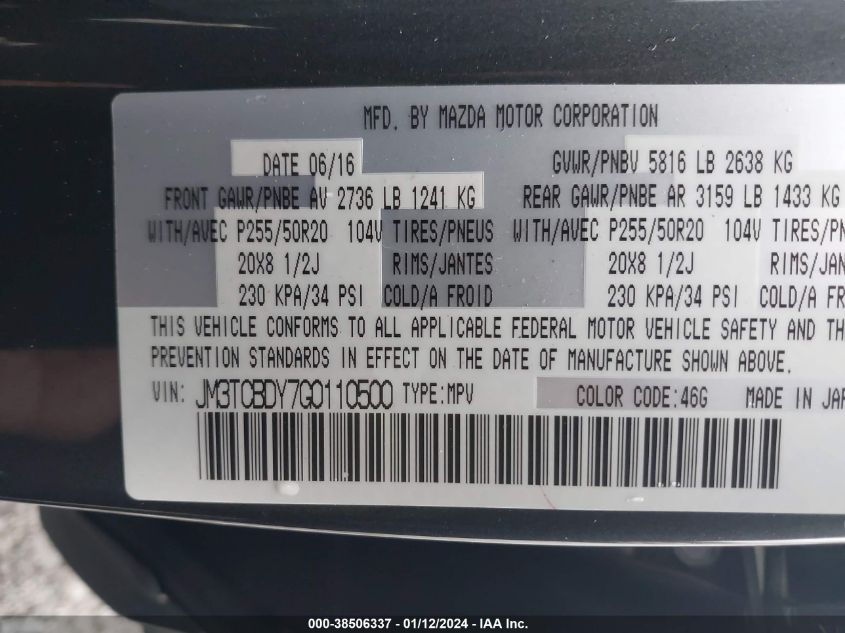 MFD. BY MAZDA MOTOR CORPORATION
DATE 06/16 GVWR/PNBV 5816 LB 2638 KG
FRONT GAWR/PNBE AV 2736 LB 1241 KG REAR GAWR/PNBE AR 3159 LB 1433 KG
WITH/AVEC P255/50R20 104V TIRES/PNEUS WITH/AVEC P255/50R20 104V TIRES/PN
20X8 1/2J RIMS/JANTES 20X8 1/2J RIMS/JANTE
230 KPA/34 PSI COLD/A FROID 230 KPA/34 PSI COLD/A FR
THIS VEHICLE CONFORMS TO ALL APPLICABLE FEDERAL MOTOR VEHICLE SAFETY AND THE
PREVENTION STANDARDS IN EFFECT ON THE DATE OF MANUFACTURE SHOWN ABOVE.
VIN: JM3TCBDY7G0110500 TYPE:MPV COLOR CODE:46G MADE IN JAP
000-38506337 - 01/12/2024 - IAA Inc.